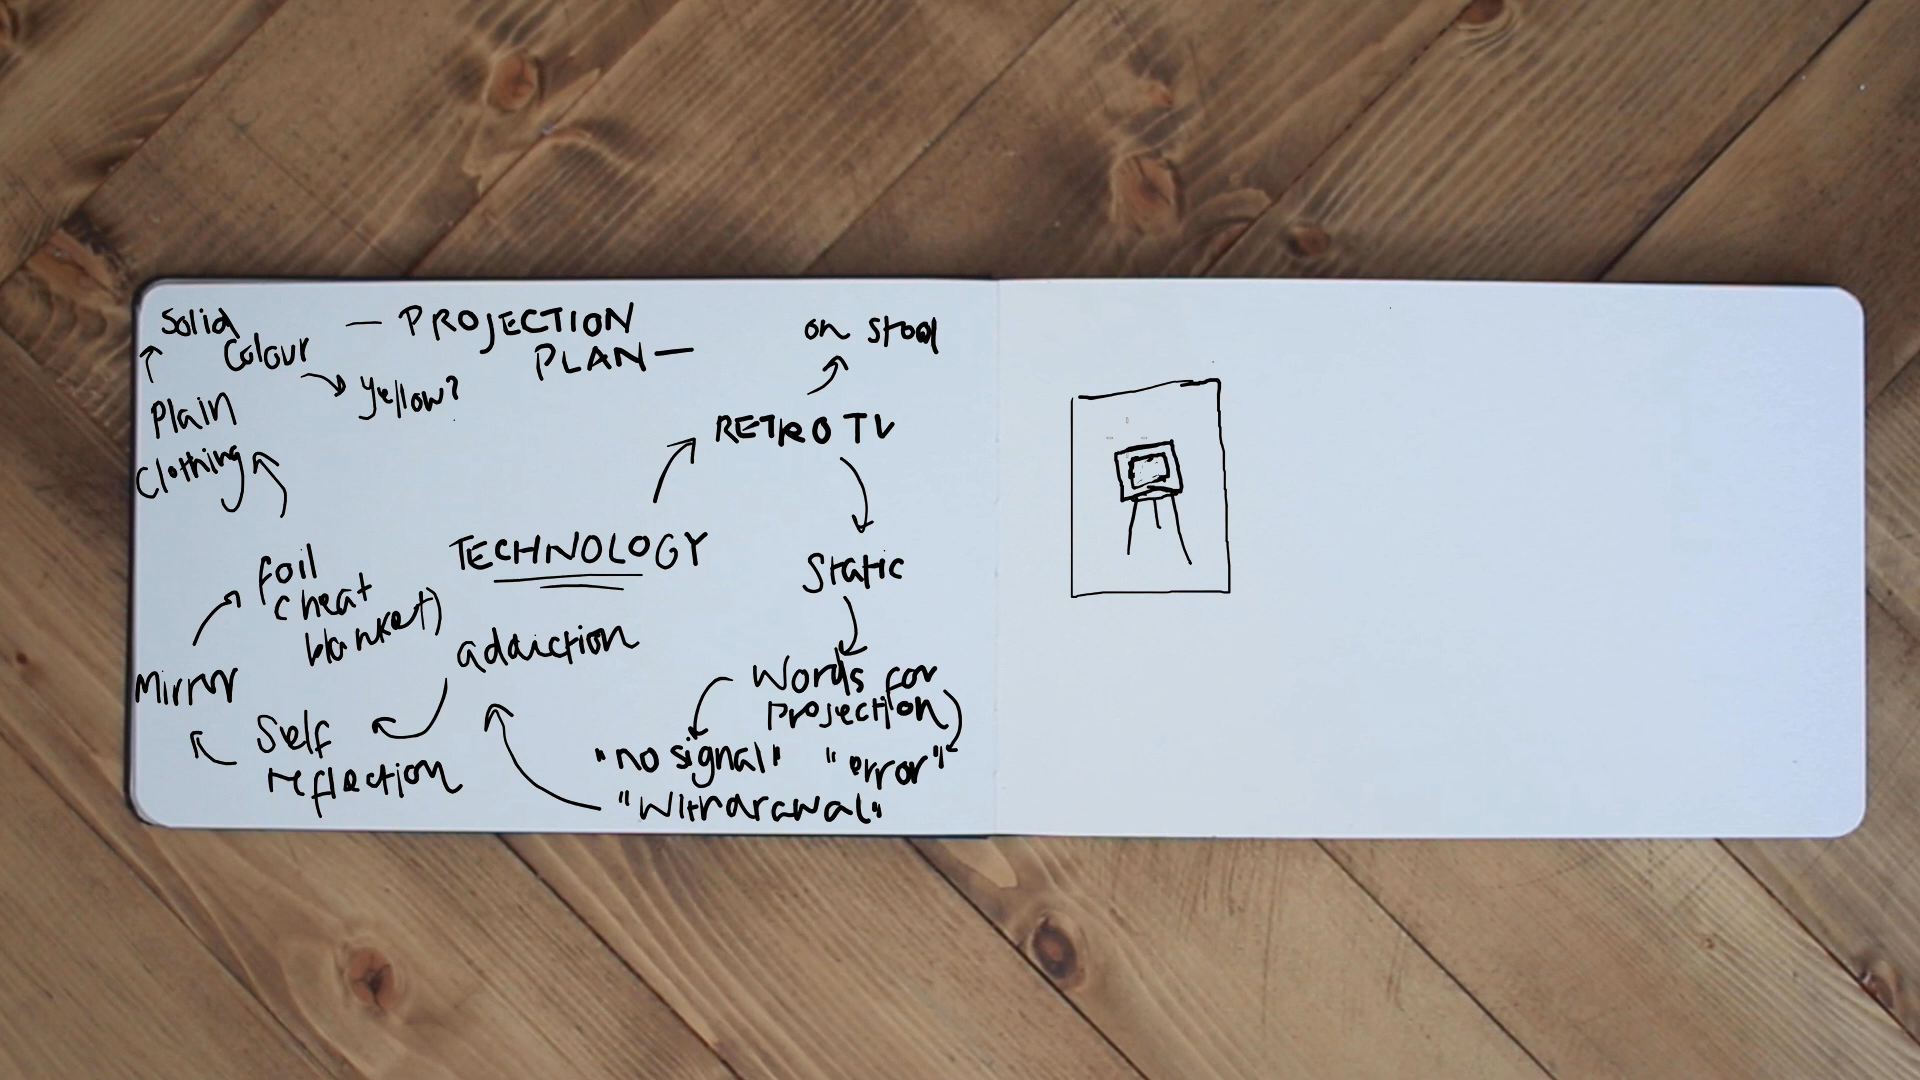 — PROJECTION
PLAN —
Solid
Colour
yellow?
Plain
Clothing
on stool
RETRO TV
TECHNOLOGY
Static
foil
(heat
blanket)
addiction
Mirror
Self
reflection
Words for
projection
"no signal" "error"
"Withdrawal"